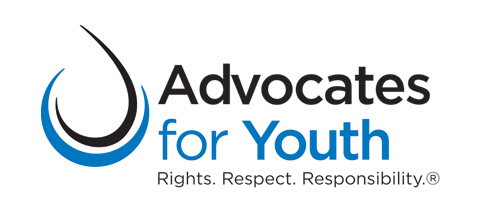 Advocates
for Youth
Rights. Respect. Responsibility.®